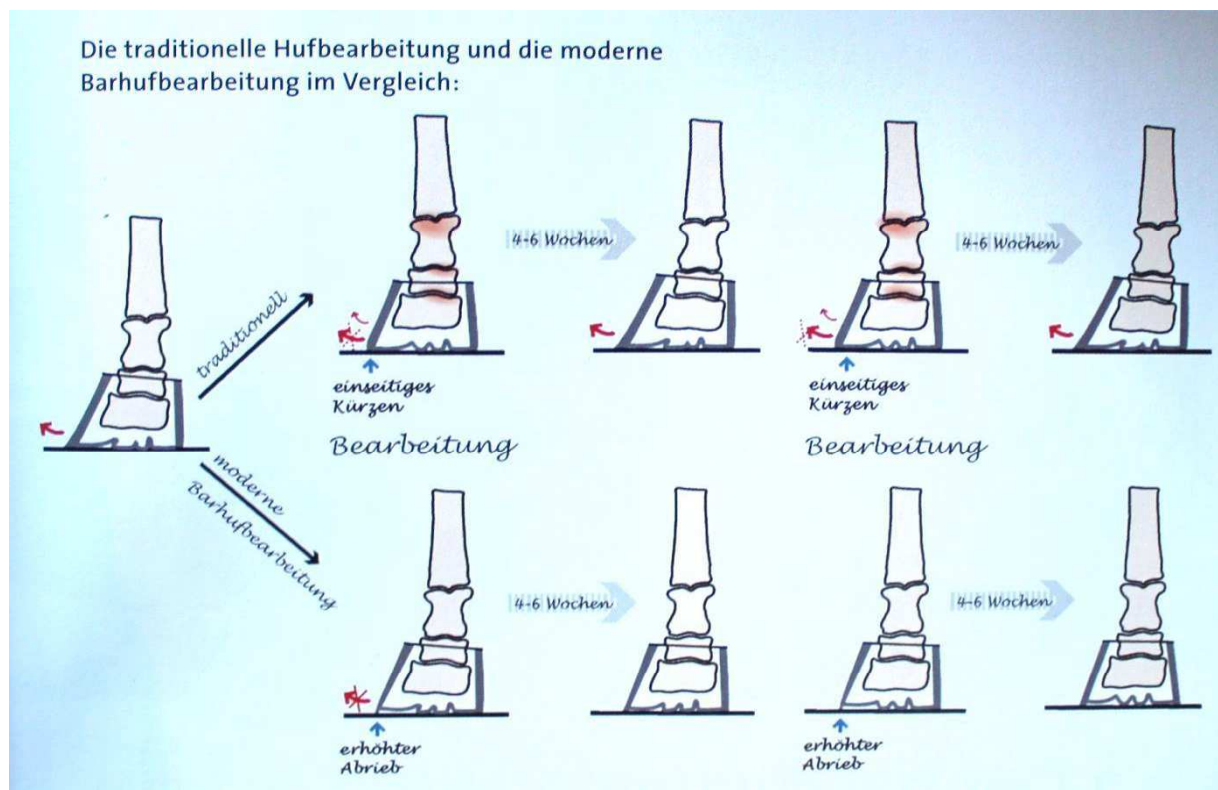 Die traditionelle Hufbearbeitung und die moderne
Barhufbearbeitung im Vergleich:
traditionell
4-6 Wochen
4-6 Wochen
einseitiges
Kürzen
einseitiges
Kürzen
Bearbeitung
Bearbeitung
moderne
Barhufbearbeitung
4-6 Wochen
4-6 Wochen
erhöhter
Abrieb
erhöhter
Abrieb